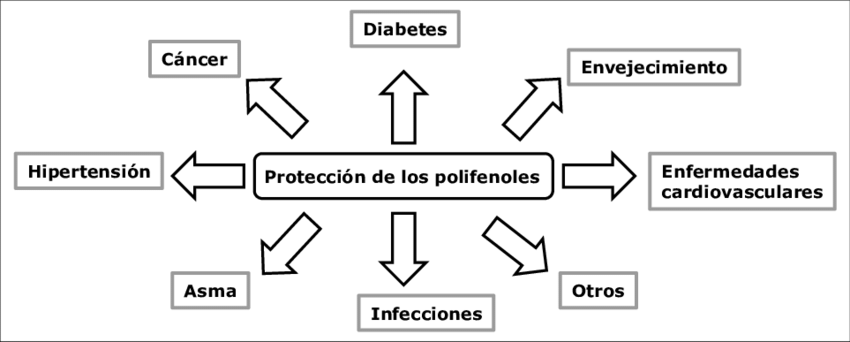 Diabetes
Cáncer
Envejecimiento
Hipertensión
Protección de los polifenoles
Enfermedades
cardiovasculares
Asma
Infecciones
Otros